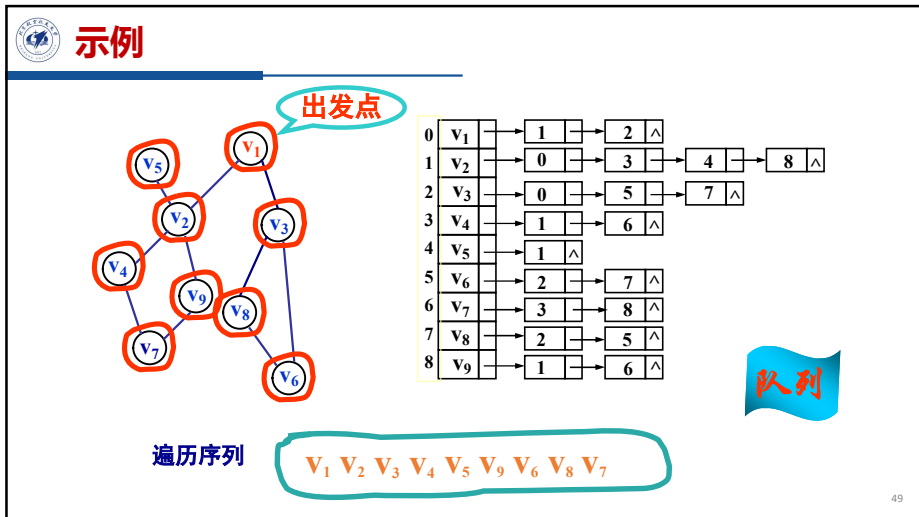 示例
出发点
v₁
v₅
v₂
v₃
v₄
v₉
v₈
v₇
v₆
0 v₁ 1 2 ∧
1 v₂ 0 3 4 8 ∧
2 v₃ 0 5 7 ∧
3 v₄ 1 6 ∧
4 v₅ 1 ∧
5 v₆ 2 7 ∧
6 v₇ 3 8 ∧
7 v₈ 2 5 ∧
8 v₉ 1 6 ∧
队列
遍历序列 v₁ v₂ v₃ v₄ v₅ v₉ v₆ v₈ v₇
49